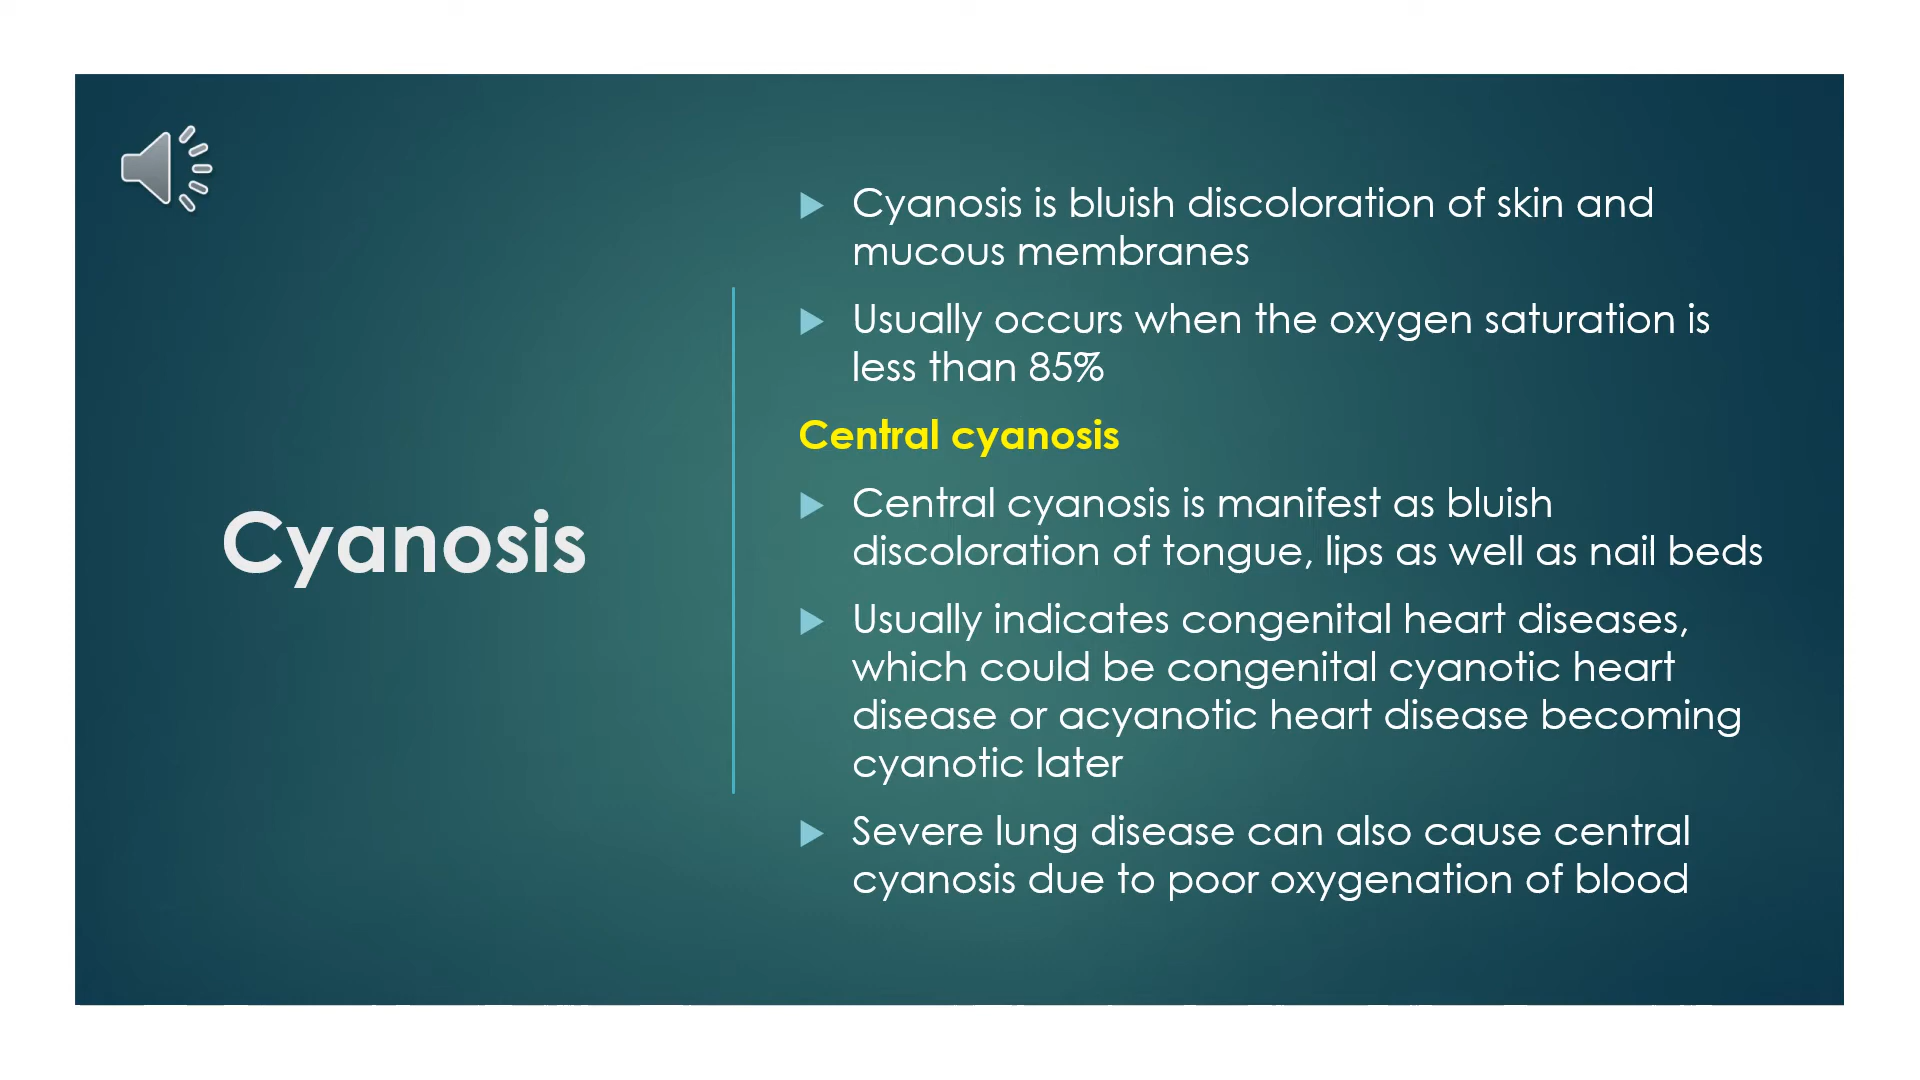 Cyanosis
Cyanosis is bluish discoloration of skin and
mucous membranes
Usually occurs when the oxygen saturation is
less than 85%
Central cyanosis
Central cyanosis is manifest as bluish
discoloration of tongue, lips as well as nail beds
Usually indicates congenital heart diseases,
which could be congenital cyanotic heart
disease or acyanotic heart disease becoming
cyanotic later
Severe lung disease can also cause central
cyanosis due to poor oxygenation of blood